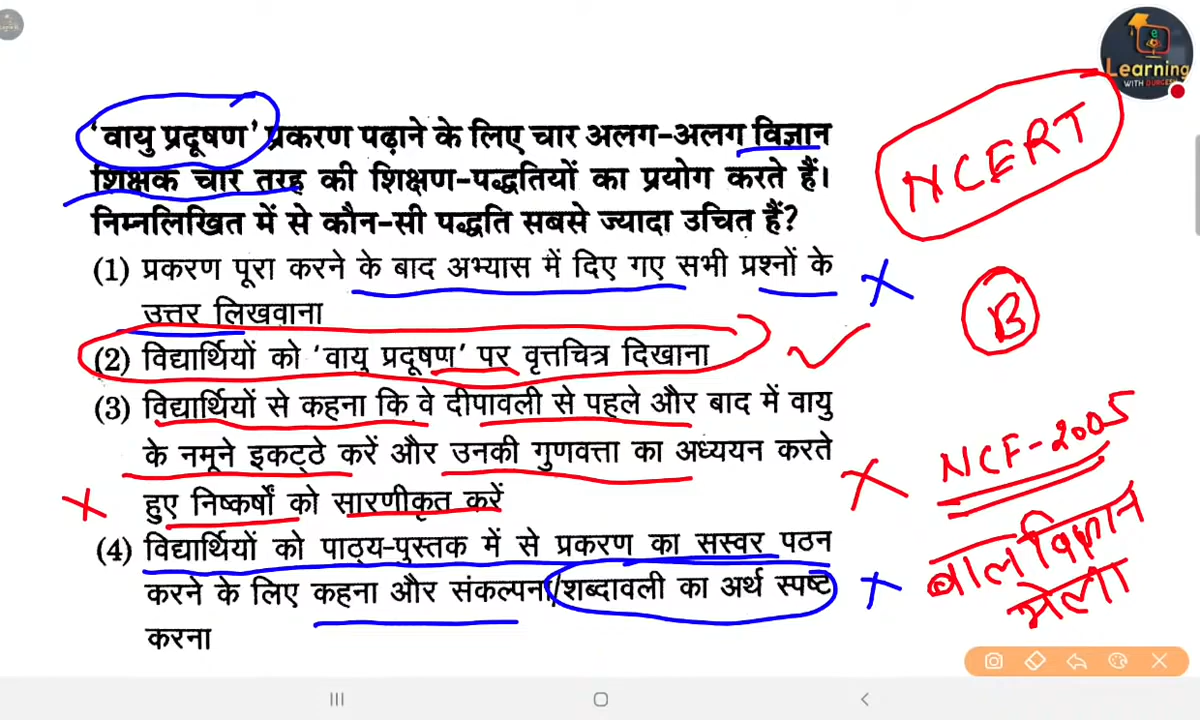 Learning
WITH DURGESH
'वायु प्रदूषण' प्रकरण पढ़ाने के लिए चार अलग-अलग विज्ञान
शिक्षक चार तरह की शिक्षण-पद्धतियों का प्रयोग करते हैं।
निम्नलिखित में से कौन-सी पद्धति सबसे ज्यादा उचित हैं?
NCERT
(1) प्रकरण पूरा करने के बाद अभ्यास में दिए गए सभी प्रश्नों के
उत्तर लिखवाना
B
(2) विद्यार्थियों को 'वायु प्रदूषण' पर वृत्तचित्र दिखाना
(3) विद्यार्थियों से कहना कि वे दीपावली से पहले और बाद में वायु
के नमूने इकट्ठे करें और उनकी गुणवत्ता का अध्ययन करते
हुए निष्कर्षों को सारणीकृत करें
NCF-2005
(4) विद्यार्थियों को पाठ्य-पुस्तक में से प्रकरण का सस्वर पठन
करने के लिए कहना और संकल्पना/शब्दावली का अर्थ स्पष्ट
करना
बाल विज्ञान
मेला